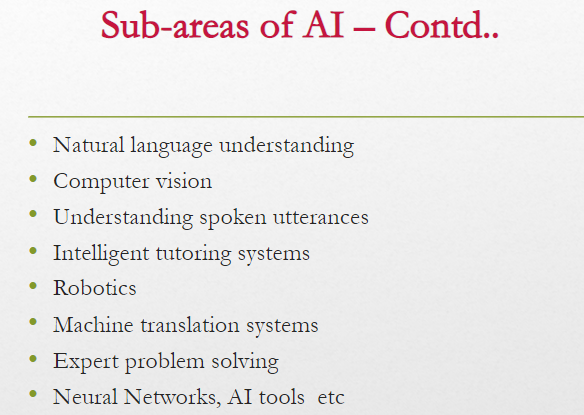 Sub-areas of AI – Contd..
• Natural language understanding
• Computer vision
• Understanding spoken utterances
• Intelligent tutoring systems
• Robotics
• Machine translation systems
• Expert problem solving
• Neural Networks, AI tools  etc